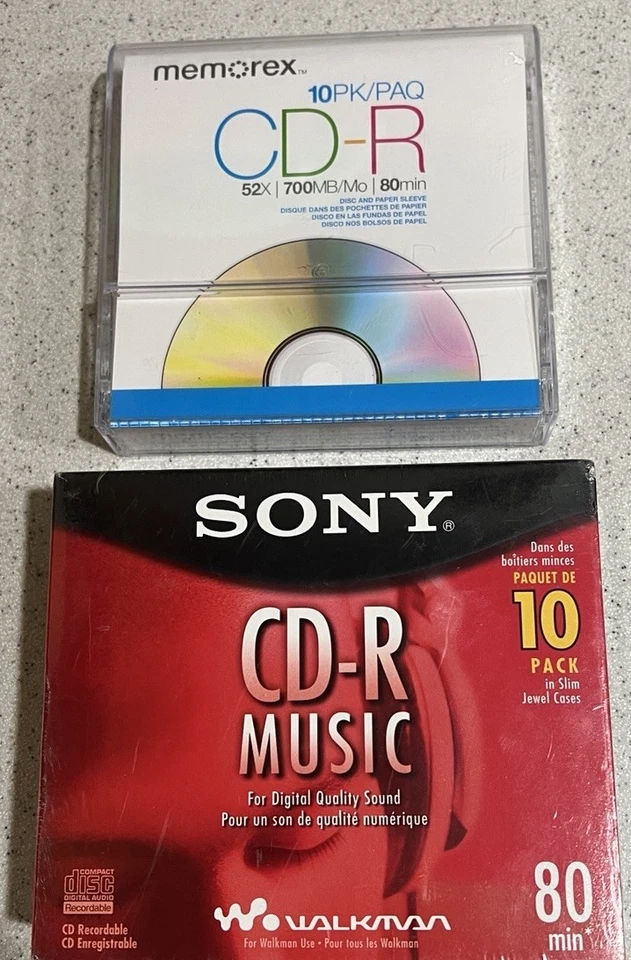 memorex™
10PK/PAQ
CD-R
52X | 700MB/Mo | 80min
DISC AND PAPER SLEEVE
DISQUE DANS DES POCHETTES DE PAPIER
DISCO EN LAS FUNDAS DE PAPEL
DISCO NOS BOLSOS DE PAPEL
SONY®
Dans des
boîtiers minces
PAQUET DE
10
PACK
in Slim
Jewel Cases
CD-R
MUSIC
For Digital Quality Sound
Pour un son de qualité numérique
COMPACT
disc
DIGITAL AUDIO
Recordable
CD Recordable
CD Enregistrable
WALKMAN
For Walkman Use • Pour tous les Walkman
80
min*